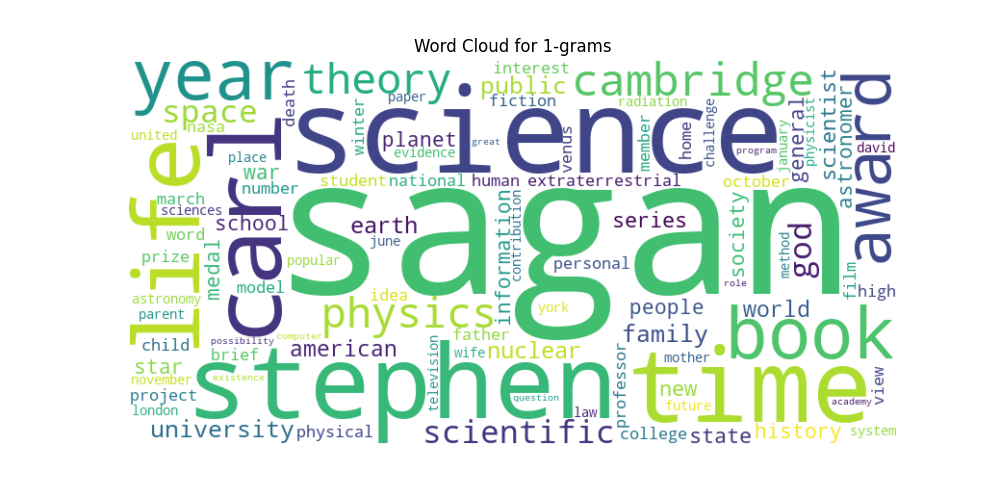 Word Cloud for 1-grams
year
theory
interest
public
cambridge
award
space
nasa
united
death
paper
winter
fiction
radiation
challenge
general
january
physicist
scientist
astronomer
david
science
planet
evidence
great
venus
member
home
program
life
carl
place
war
number
march
sciences
school
word
student
national
human
extraterrestrial
october
sagan
earth
june
series
information
contribution
personal
society
method
god
role
film
high
prize
medal
popular
model
astronomy
parent
idea
physics
york
people
world
book
child
possibility
computer
father
family
brief
american
wife
nuclear
mother
star
november
existence
stephen
television
question
professor
time
new
future
view
academy
project
london
law
university
physical
scientific
college
state
history
system